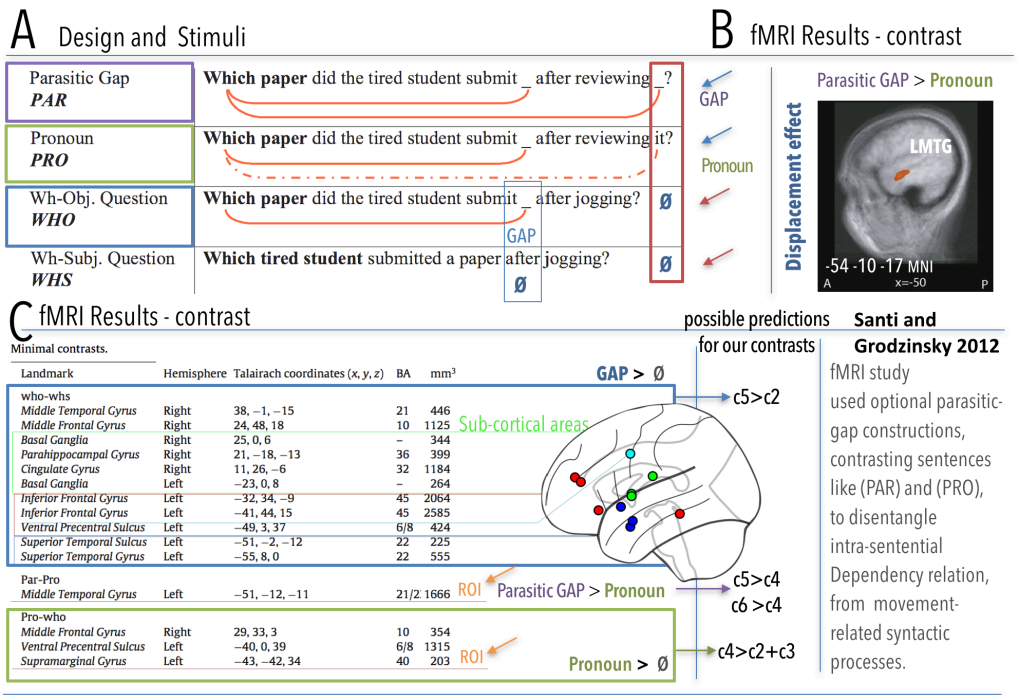 A Design and Stimuli
Parasitic Gap
PAR
Which paper did the tired student submit _ after reviewing _?
GAP
Pronoun
PRO
Which paper did the tired student submit _ after reviewing it?
Pronoun
Wh-Obj. Question
WHO
Which paper did the tired student submit _ after jogging?
Ø
GAP
Wh-Subj. Question
WHS
Which tired student submitted a paper after jogging?
Ø
Ø
B fMRI Results - contrast
Displacement effect
Parasitic GAP > Pronoun
LMTG
-54 -10 -17 MNI
A x=-50 P
C fMRI Results - contrast
Minimal contrasts.
Landmark Hemisphere Talairach coordinates (x, y, z) BA mm³
GAP > Ø
who-whs
Middle Temporal Gyrus Right 38, −1, −15 21 446
Middle Frontal Gyrus Right 24, 48, 18 10 1125
Sub-cortical areas
Basal Ganglia Right 25, 0, 6 – 344
Parahippocampal Gyrus Right 21, −18, −13 36 399
Cingulate Gyrus Right 11, 26, −6 32 1184
Basal Ganglia Left −23, 0, 8 – 264
Inferior Frontal Gyrus Left −32, 34, −9 45 2064
Inferior Frontal Gyrus Left −41, 44, 15 45 2585
Ventral Precentral Sulcus Left −49, 3, 37 6/8 424
Superior Temporal Sulcus Left −51, −2, −12 22 225
Superior Temporal Gyrus Left −55, 8, 0 22 555
Par-Pro
Middle Temporal Gyrus Left −51, −12, −11 21/2 1666
ROI
Parasitic GAP > Pronoun
Pro-who
Middle Frontal Gyrus Right 29, 33, 3 10 354
Ventral Precentral Sulcus Left −40, 0, 39 6/8 1315
Supramarginal Gyrus Left −43, −42, 34 40 203
ROI
Pronoun > Ø
possible predictions
for our contrasts
c5>c2
c5>c4
c6 >c4
c4>c2+c3
Santi and
Grodzinsky 2012
fMRI study
used optional parasitic-
gap constructions,
contrasting sentences
like (PAR) and (PRO),
to disentangle
intra-sentential
Dependency relation,
from movement-
related syntactic
processes.